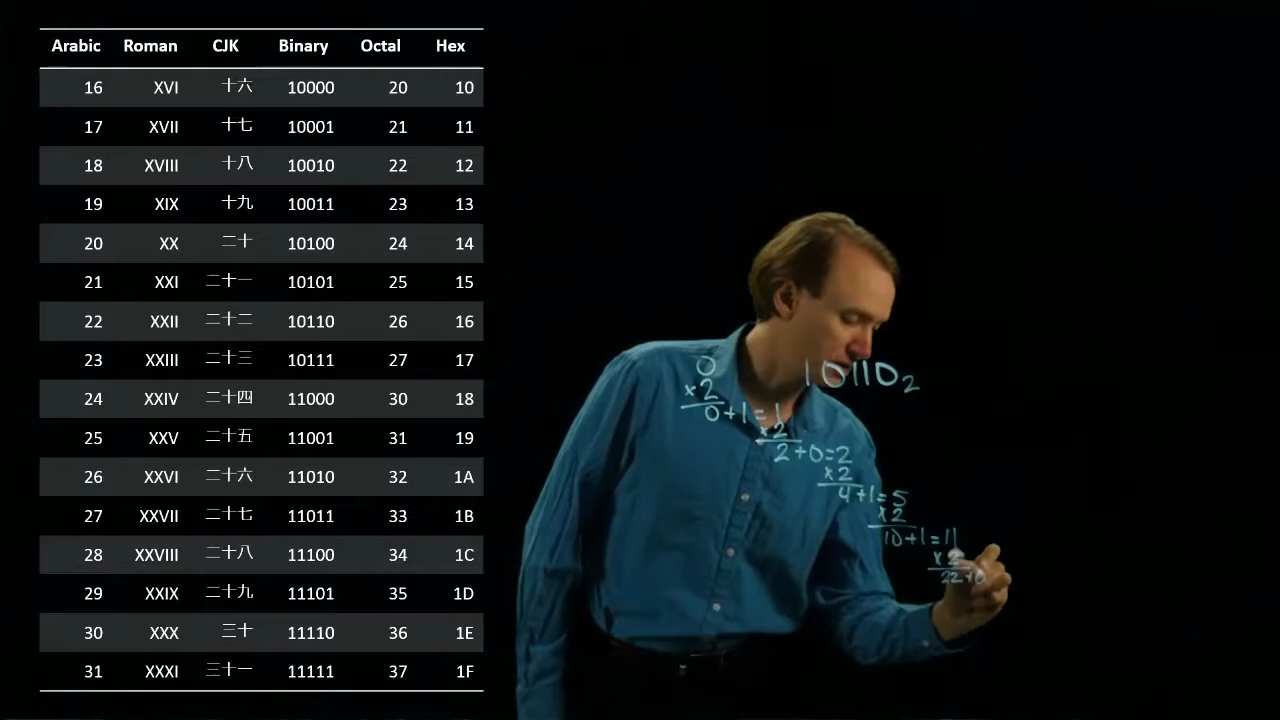 Arabic Roman CJK Binary Octal Hex
16 XVI 十六 10000 20 10
17 XVII 十七 10001 21 11
18 XVIII 十八 10010 22 12
19 XIX 十九 10011 23 13
20 XX 二十 10100 24 14
21 XXI 二十一 10101 25 15
22 XXII 二十二 10110 26 16
23 XXIII 二十三 10111 27 17
24 XXIV 二十四 11000 30 18
25 XXV 二十五 11001 31 19
26 XXVI 二十六 11010 32 1A
27 XXVII 二十七 11011 33 1B
28 XXVIII 二十八 11100 34 1C
29 XXIX 二十九 11101 35 1D
30 XXX 三十 11110 36 1E
31 XXXI 三十一 11111 37 1F
10110₂
0
×2
0+1=1
×2
2+0=2
×2
4+1=5
×2
10+1=11
×2
22+0